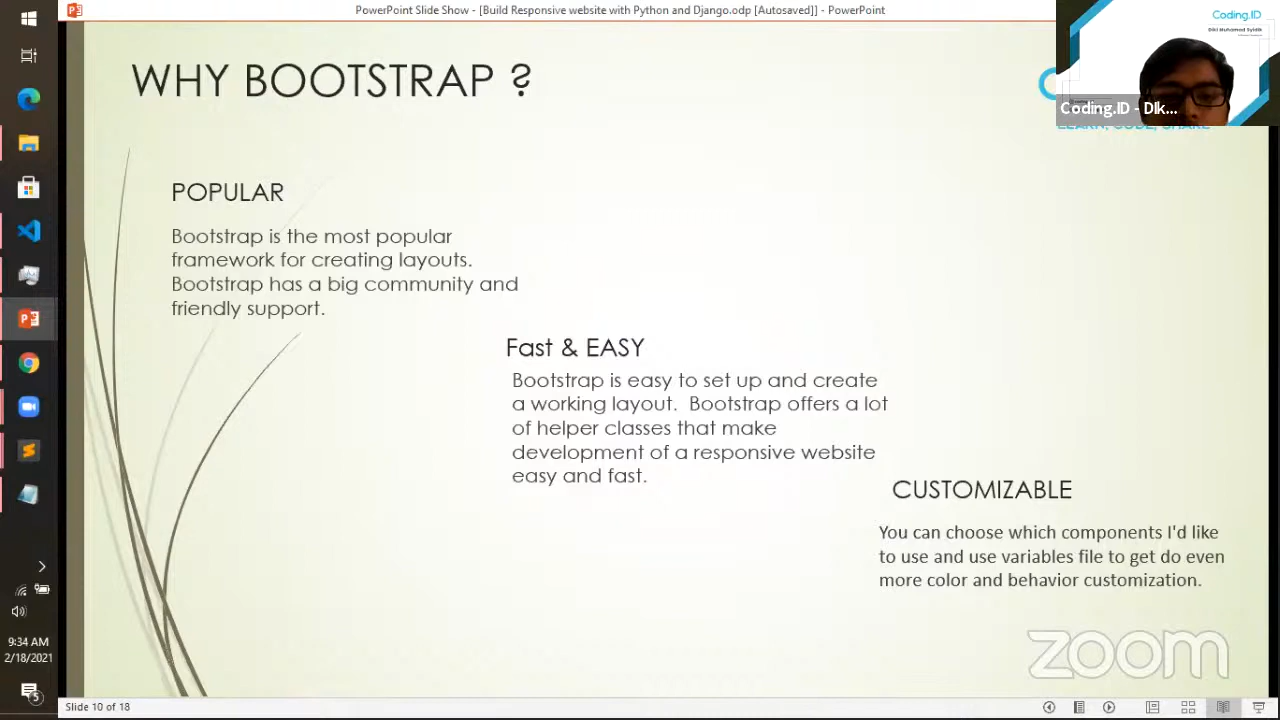 PowerPoint Slide Show - [Build Responsive website with Python and Django.odp [Autosaved]] - PowerPoint
Coding.ID
Coding.ID - Dik...
LEARN, CODE, SHARE
WHY BOOTSTRAP ?
POPULAR
Bootstrap is the most popular
framework for creating layouts.
Bootstrap has a big community and
friendly support.
Fast & EASY
Bootstrap is easy to set up and create
a working layout.  Bootstrap offers a lot
of helper classes that make
development of a responsive website
easy and fast.
CUSTOMIZABLE
You can choose which components I'd like
to use and use variables file to get do even
more color and behavior customization.
zoom
9:34 AM
2/18/2021
5
Slide 10 of 18